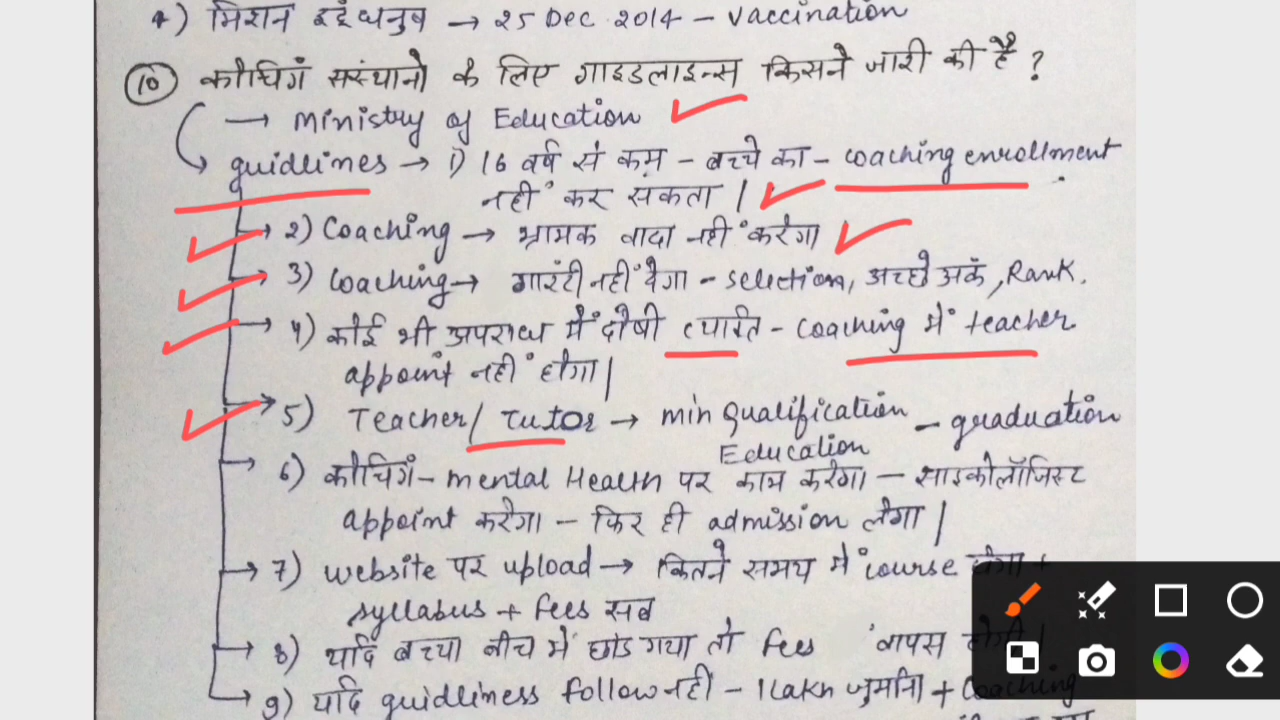 4) मिशन इंद्रधनुष → 25 Dec 2014 - Vaccination
(10) कोचिगं संस्थानो के लिए गाइडलाइन्स किसने जारी की है ?
→ ministry of Education
guidlines → 1) 16 वर्ष से कम - बच्चे का - coaching enrollment
नहीं कर सकता |
2) Coaching → भ्रामक वादा नहीं करेगा
3) Coaching → गारंटी नहीं देगा - selection, अच्छे अकं, Rank.
4) कोई भी अपराध में दोषी व्यक्ति - Coaching में teacher
appoint नहीं होगा |
5) Teacher/ Tutor → min Qualification - graduation
Education
6) कोचिगं - mental Health पर काम करेगा - साइकोलॉजिस्ट
appoint करेगा - फिर ही admission लेगा |
7) website पर upload → कितने समय में course होगा +
syllabus + fees सब
8) यदि बच्चा बीच में छोड गया तो fees वापस होगी |
9) यदि guidliness follow नहीं - 1 lakh जुर्माना + Coaching